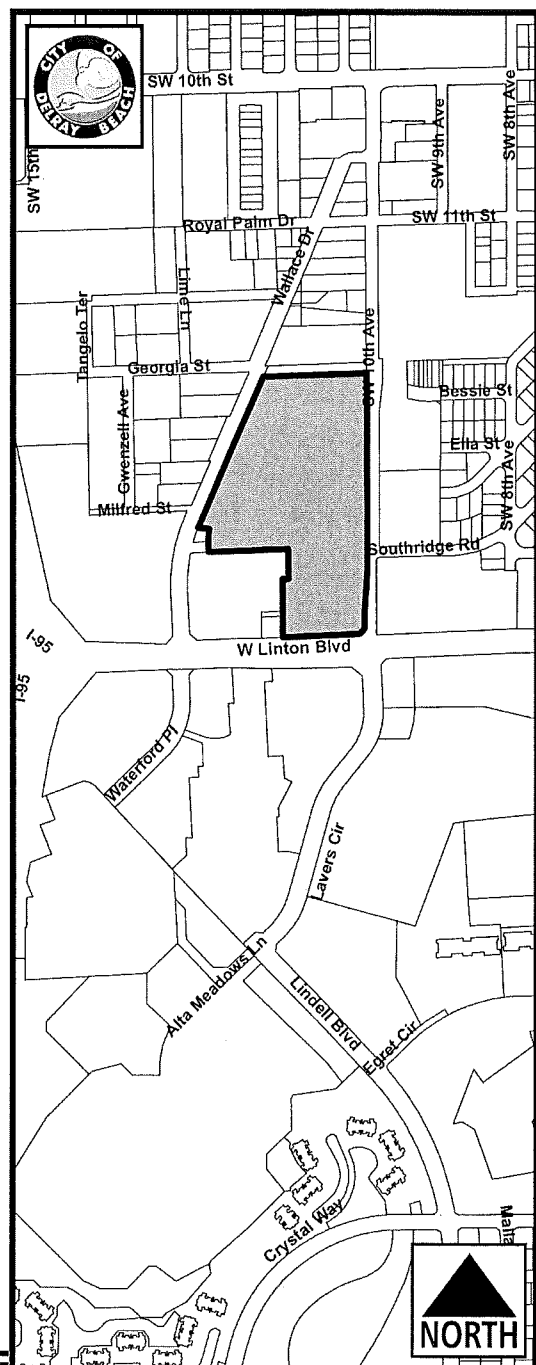 CITY OF
DELRAY BEACH
SW 10th St
SW 15th
SW 9th Ave
SW 8th Ave
Royal Palm Dr
SW 11th St
Wallace Dr
Lime Ln
Tangelo Ter
SW 10th Ave
Georgia St
Gwenzell Ave
Bessie St
Ella St
SW 8th Ave
Milfred St
Southridge Rd
I-95
W Linton Blvd
I-95
Waterford Pl
Lavers Cir
Alta Meadows Ln
Lindell Blvd
Egret Cir
Crystal Way
NORTH